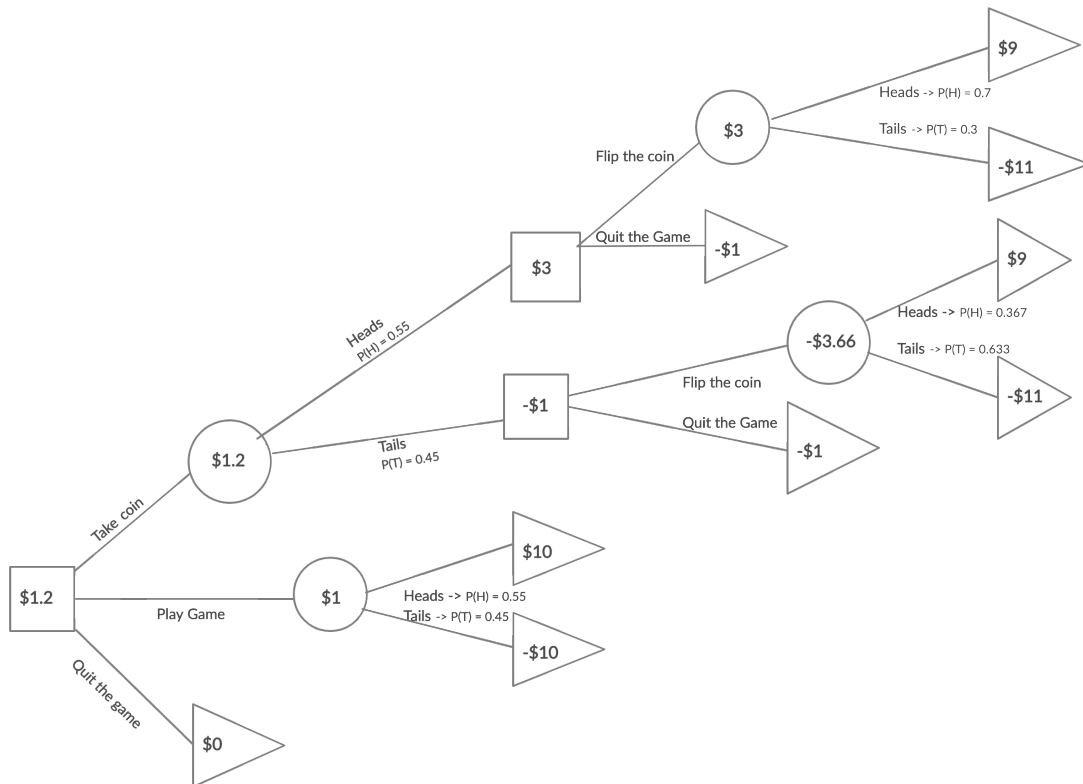 $9
Heads -> P(H) = 0.7
$3
Tails -> P(T) = 0.3
Flip the coin
-$11
Quit the Game
-$1
$3
$9
Heads -> P(H) = 0.367
Heads
P(H) = 0.55
-$3.66
Tails -> P(T) = 0.633
Flip the coin
-$11
-$1
Quit the Game
-$1
Tails
P(T) = 0.45
$1.2
Take coin
$10
$1.2
Play Game
$1
Heads -> P(H) = 0.55
Tails -> P(T) = 0.45
-$10
Quit the game
$0